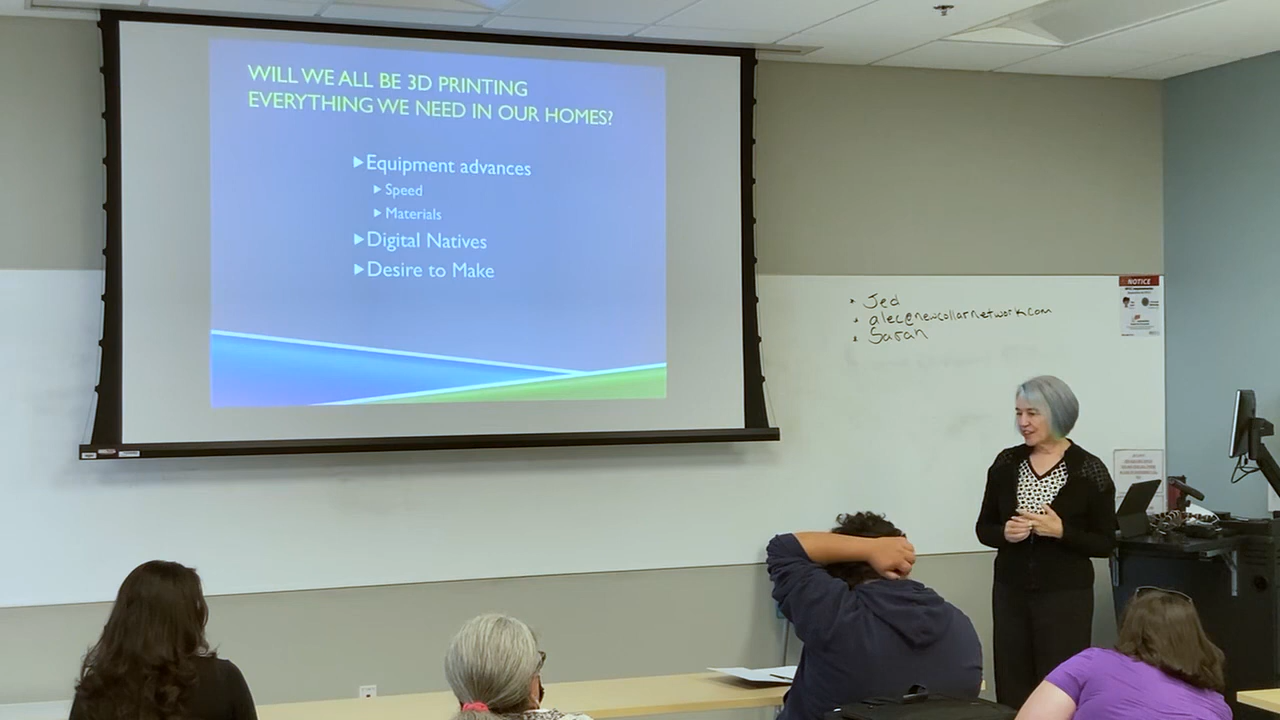 WILL WE ALL BE 3D PRINTING
EVERYTHING WE NEED IN OUR HOMES?
▶Equipment advances
▶Speed
▶Materials
▶Digital Natives
▶Desire to Make
• Jed
• alec@newcollarnetwork.com
• Sarah
NOTICE